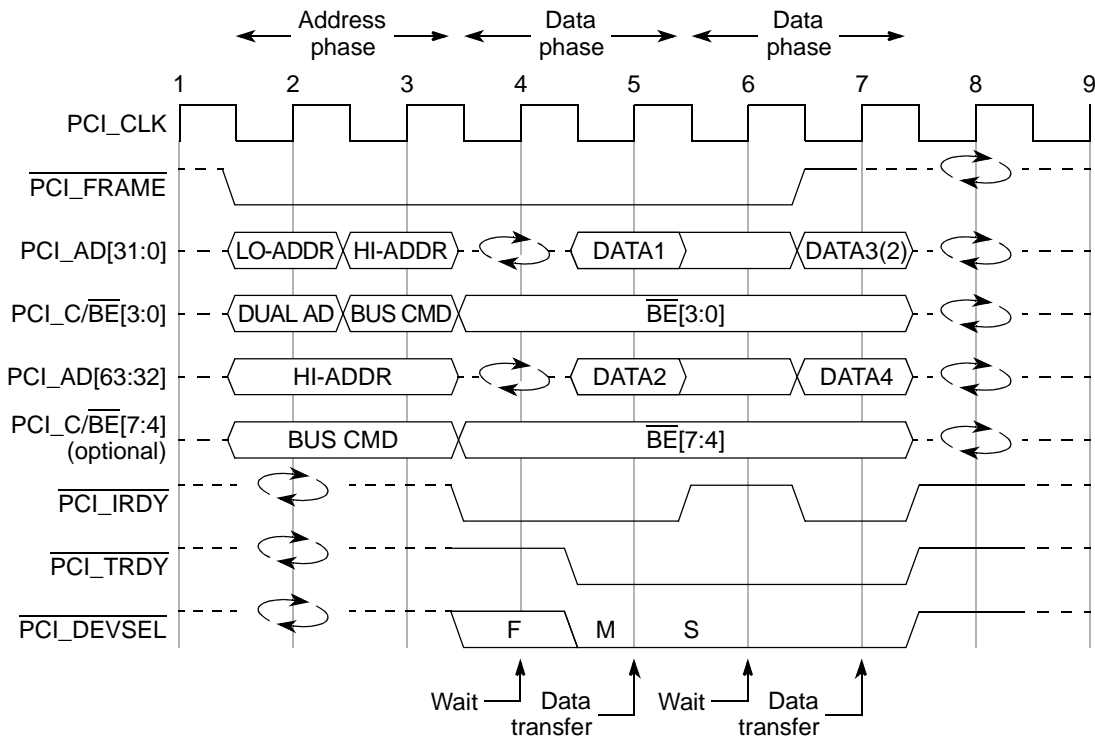 Address phase
Data phase
Data phase
1 2 3 4 5 6 7 8 9
PCI_CLK
PCI_FRAME
PCI_AD[31:0] LO-ADDR HI-ADDR DATA1 DATA3(2)
PCI_C/BE[3:0] DUAL AD BUS CMD BE[3:0]
PCI_AD[63:32] HI-ADDR DATA2 DATA4
PCI_C/BE[7:4]
(optional)
BUS CMD BE[7:4]
PCI_IRDY
PCI_TRDY
PCI_DEVSEL F M S
Wait
Data transfer
Wait
Data transfer